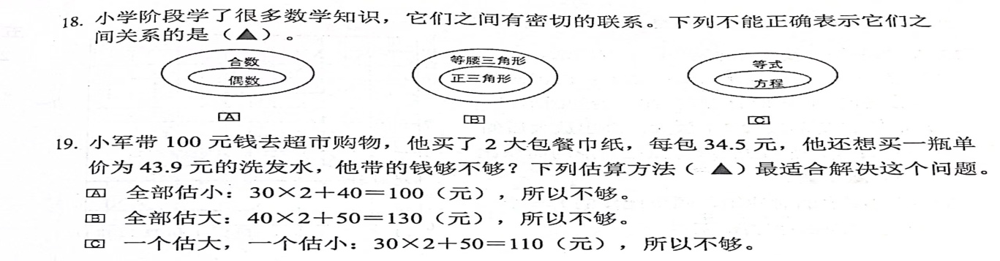 18. 小学阶段学了很多数学知识，它们之间有密切的联系。下列不能正确表示它们之
间关系的是（▲）。
合数 等腰三角形 等式
偶数 正三角形 方程
A B C
19. 小军带 100 元钱去超市购物，他买了 2 大包餐巾纸，每包 34.5 元，他还想买一瓶单
价为 43.9 元的洗发水，他带的钱够不够？下列估算方法（ ▲）最适合解决这个问题。
A 全部估小：30×2＋40＝100（元），所以不够。
B 全部估大：40×2＋50＝130（元），所以不够。
C 一个估大，一个估小：30×2＋50＝110（元），所以不够。